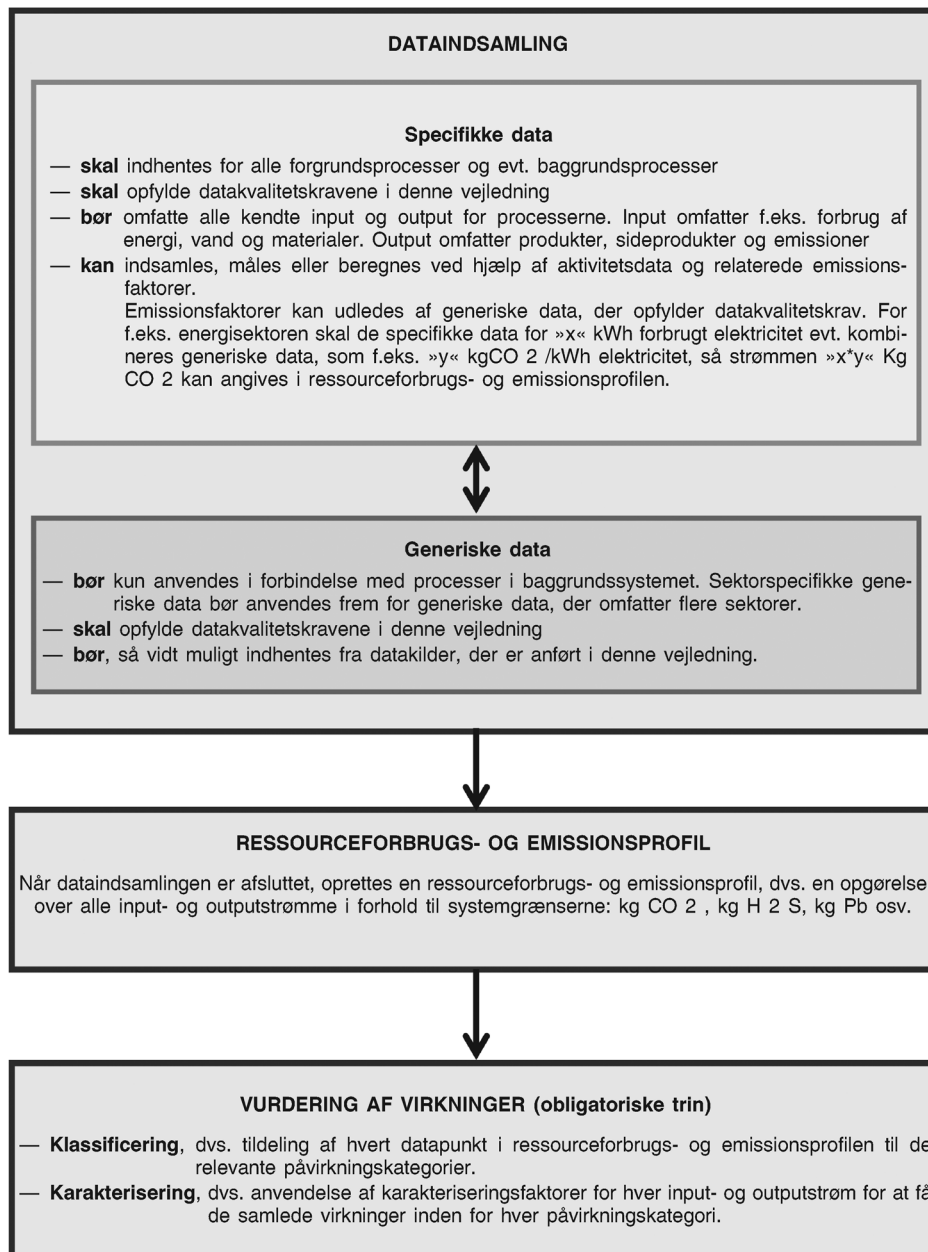 DATAINDSAMLING
Specifikke data
— skal indhentes for alle forgrundsprocesser og evt. baggrundsprocesser
— skal opfylde datakvalitetskravene i denne vejledning
— bør omfatte alle kendte input og output for processerne. Input omfatter f.eks. forbrug af
energi, vand og materialer. Output omfatter produkter, sideprodukter og emissioner
— kan indsamles, måles eller beregnes ved hjælp af aktivitetsdata og relaterede emissions-
faktorer.
Emissionsfaktorer kan udledes af generiske data, der opfylder datakvalitetskrav. For
f.eks. energisektoren skal de specifikke data for »x« kWh forbrugt elektricitet evt. kombi-
neres generiske data, som f.eks. »y« kgCO 2 /kWh elektricitet, så strømmen »x*y« Kg
CO 2 kan angives i ressourceforbrugs- og emissionsprofilen.
Generiske data
— bør kun anvendes i forbindelse med processer i baggrundssystemet. Sektorspecifikke gene-
riske data bør anvendes frem for generiske data, der omfatter flere sektorer.
— skal opfylde datakvalitetskravene i denne vejledning
— bør, så vidt muligt indhentes fra datakilder, der er anført i denne vejledning.
RESSOURCEFORBRUGS- OG EMISSIONSPROFIL
Når dataindsamlingen er afsluttet, oprettes en ressourceforbrugs- og emissionsprofil, dvs. en opgørelse
over alle input- og outputstrømme i forhold til systemgrænserne: kg CO 2 , kg H 2 S, kg Pb osv.
VURDERING AF VIRKNINGER (obligatoriske trin)
— Klassificering, dvs. tildeling af hvert datapunkt i ressourceforbrugs- og emissionsprofilen til de
relevante påvirkningskategorier.
— Karakterisering, dvs. anvendelse af karakteriseringsfaktorer for hver input- og outputstrøm for at få
de samlede virkninger inden for hver påvirkningskategori.